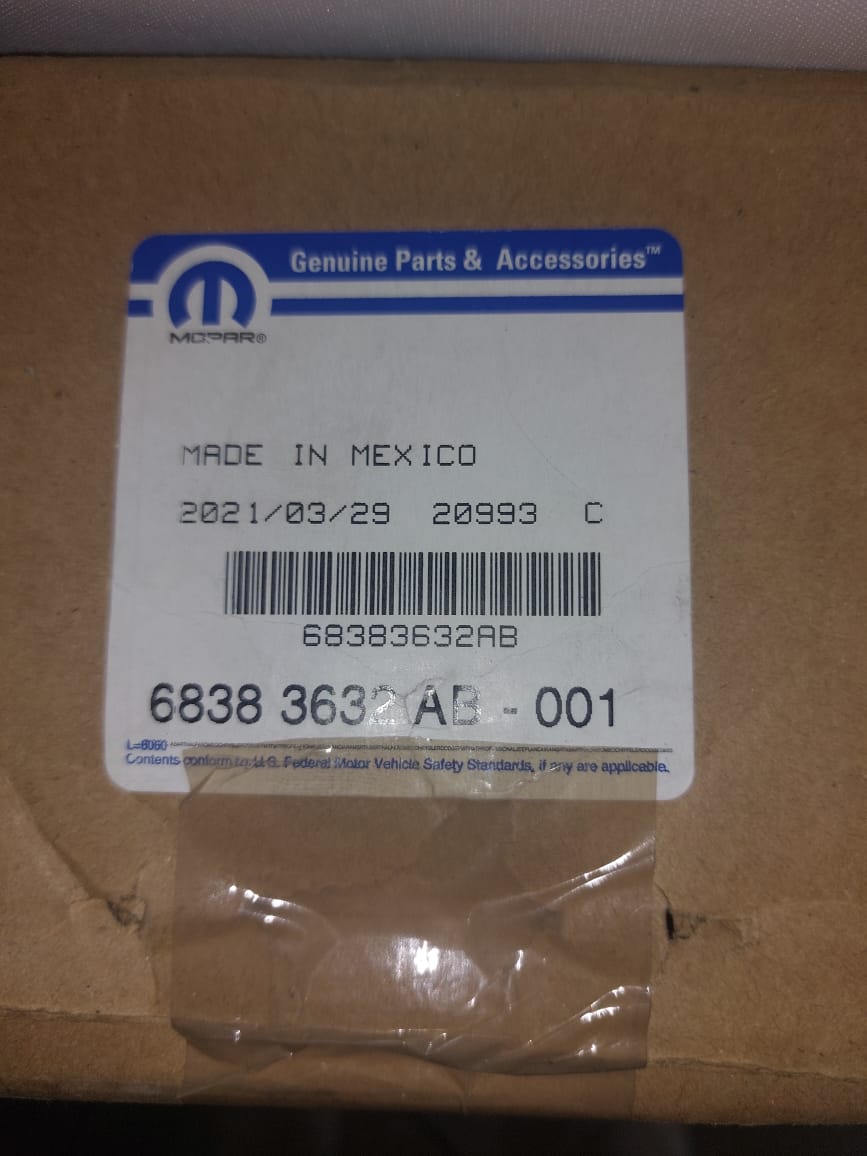 Genuine Parts & Accessories™
MOPAR®
MADE IN MEXICO
2021/03/29 20993 C
68383632AB
6838 3632 AB - 001
L=6060
Contents conform to U.S. Federal Motor Vehicle Safety Standards, if any are applicable.